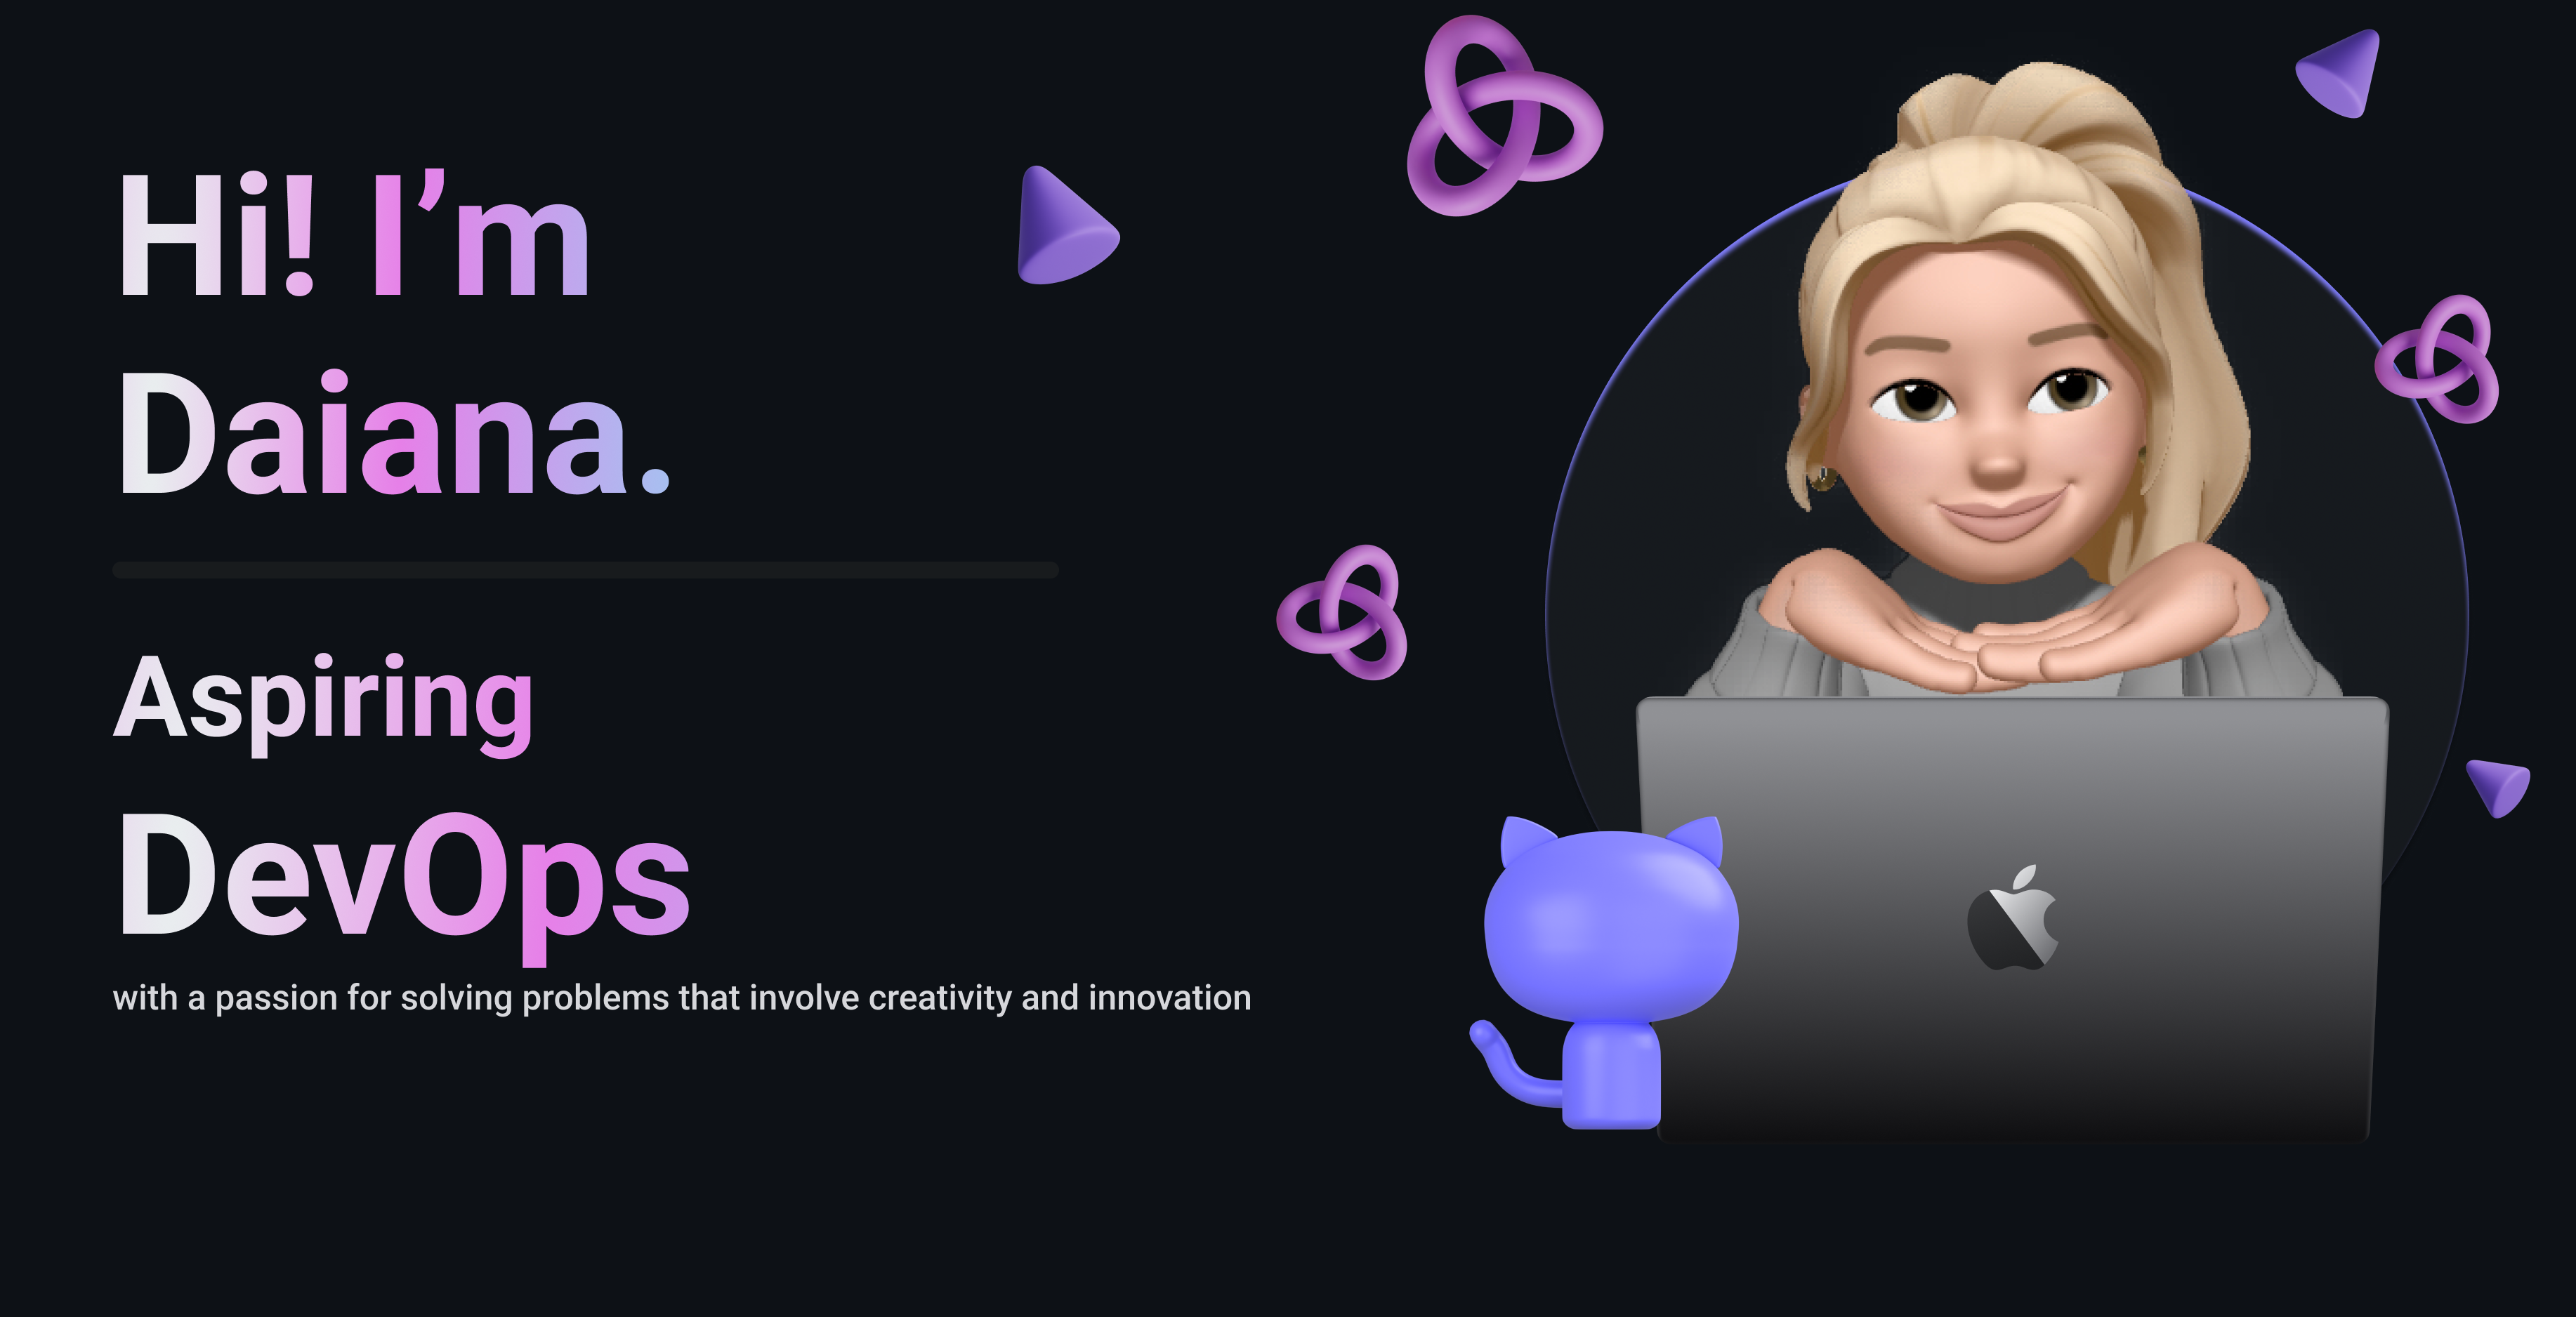 Hi! I’m
Daiana.
Aspiring
DevOps
with a passion for solving problems that involve creativity and innovation